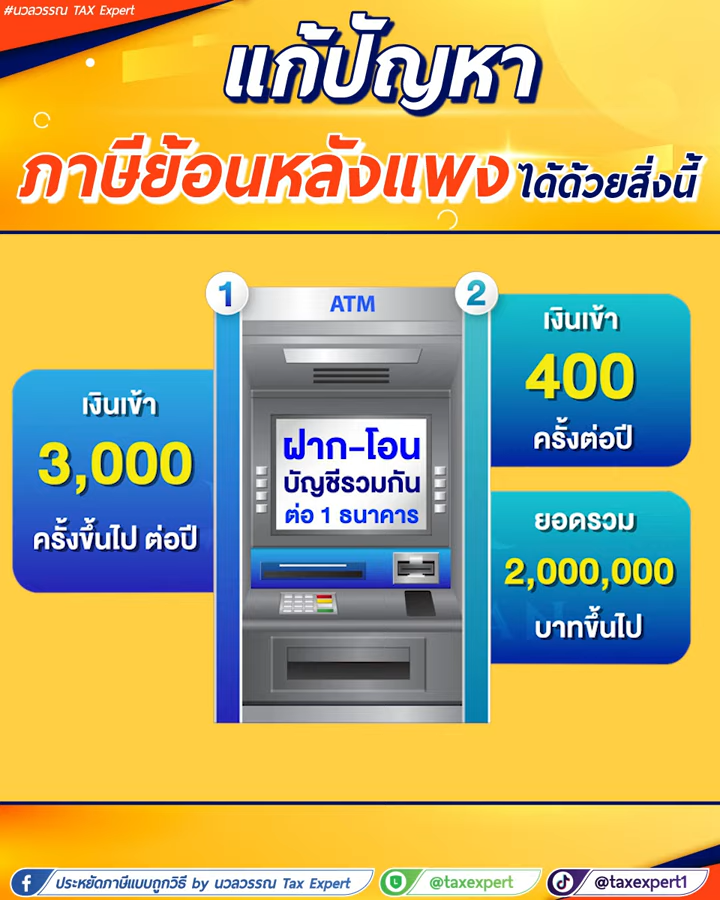 #นวลวรรณ TAX Expert
แก้ปัญหา
ภาษีย้อนหลังแพง ได้ด้วยสิ่งนี้
1
ATM
2
เงินเข้า
3,000
ครั้งขึ้นไป ต่อปี
ฝาก-โอน
บัญชีรวมกัน
ต่อ 1 ธนาคาร
เงินเข้า
400
ครั้งต่อปี
ยอดรวม
2,000,000
บาทขึ้นไป
ประหยัดภาษีแบบถูกวิธี by นวลวรรณ Tax Expert
@taxexpert
@taxexpert1